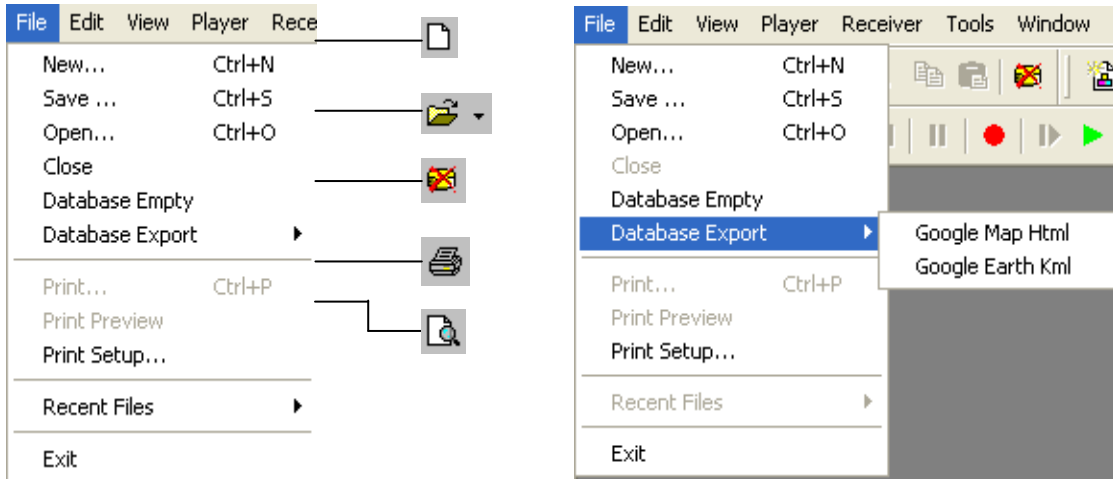 File Edit View Player Rece
New... Ctrl+N
Save ... Ctrl+S
Open... Ctrl+O
Close
Database Empty
Database Export
Print... Ctrl+P
Print Preview
Print Setup...
Recent Files
Exit
File Edit View Player Receiver Tools Window
New... Ctrl+N
Save ... Ctrl+S
Open... Ctrl+O
Close
Database Empty
Database Export
Google Map Html
Google Earth Kml
Print... Ctrl+P
Print Preview
Print Setup...
Recent Files
Exit